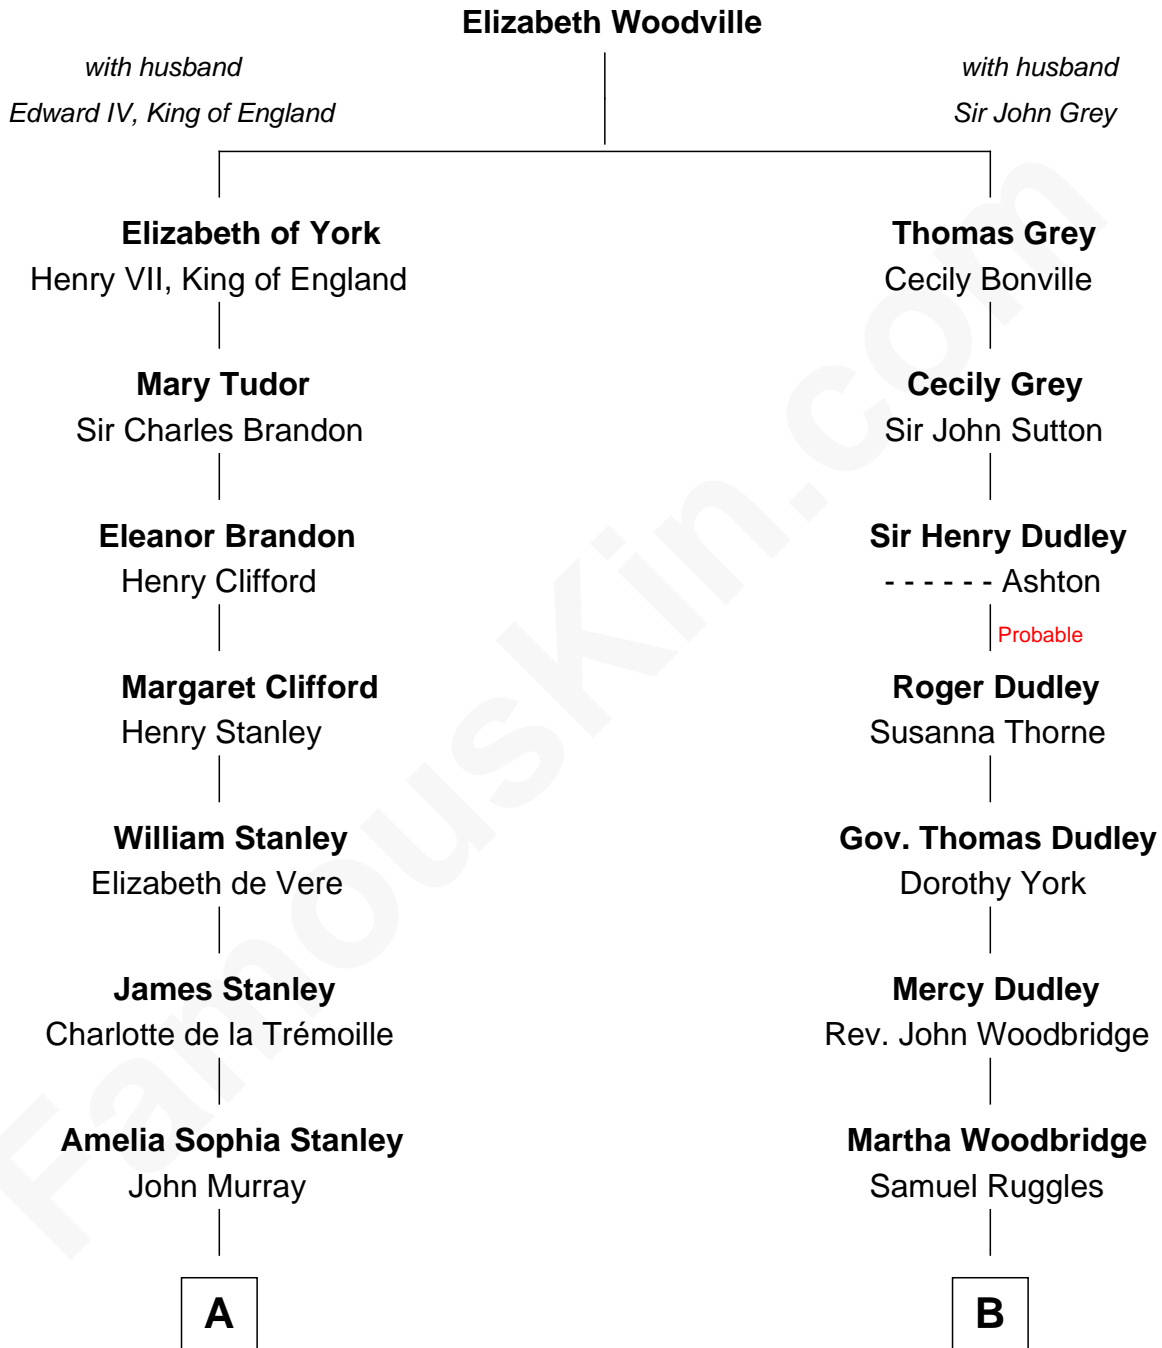 Elizabeth Woodville
with husband
Edward IV, King of England
with husband
Sir John Grey
Elizabeth of York
Henry VII, King of England
Thomas Grey
Cecily Bonville
Mary Tudor
Sir Charles Brandon
Cecily Grey
Sir John Sutton
Eleanor Brandon
Henry Clifford
Sir Henry Dudley
- - - - - - Ashton
Probable
Margaret Clifford
Henry Stanley
Roger Dudley
Susanna Thorne
William Stanley
Elizabeth de Vere
Gov. Thomas Dudley
Dorothy York
James Stanley
Charlotte de la Trémoille
Mercy Dudley
Rev. John Woodbridge
Amelia Sophia Stanley
John Murray
Martha Woodbridge
Samuel Ruggles
A
B
FamousKin.com